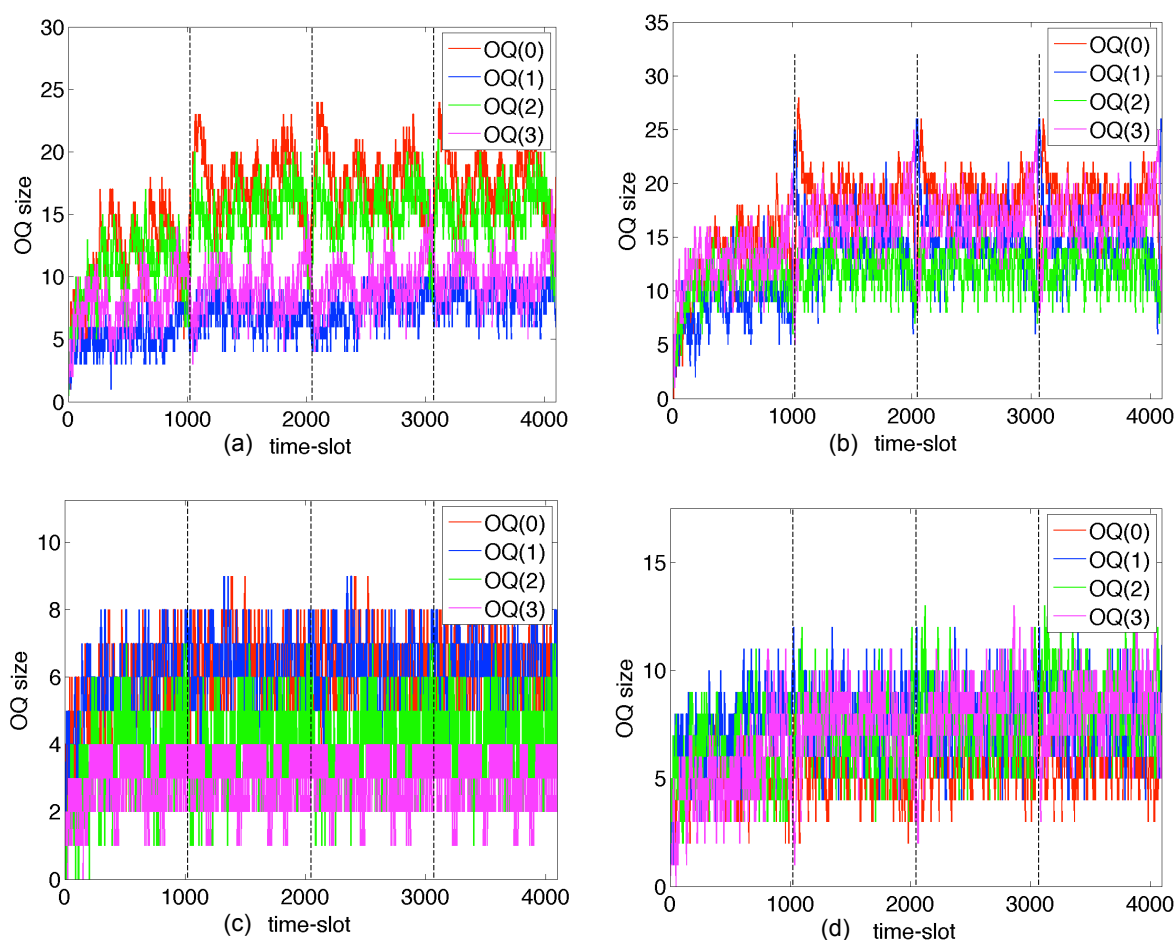 30
25
20
15
10
5
0
OQ size
OQ(0)
OQ(1)
OQ(2)
OQ(3)
0 1000 2000 3000 4000
(a) time-slot
35
30
25
20
15
10
5
0
OQ size
OQ(0)
OQ(1)
OQ(2)
OQ(3)
0 1000 2000 3000 4000
(b) time-slot
10
8
6
4
2
0
OQ size
OQ(0)
OQ(1)
OQ(2)
OQ(3)
0 1000 2000 3000 4000
(c) time-slot
15
10
5
0
OQ size
OQ(0)
OQ(1)
OQ(2)
OQ(3)
0 1000 2000 3000 4000
(d) time-slot